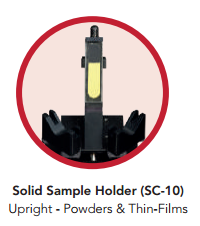 Solid Sample Holder (SC-10)
Upright - Powders & Thin-Films